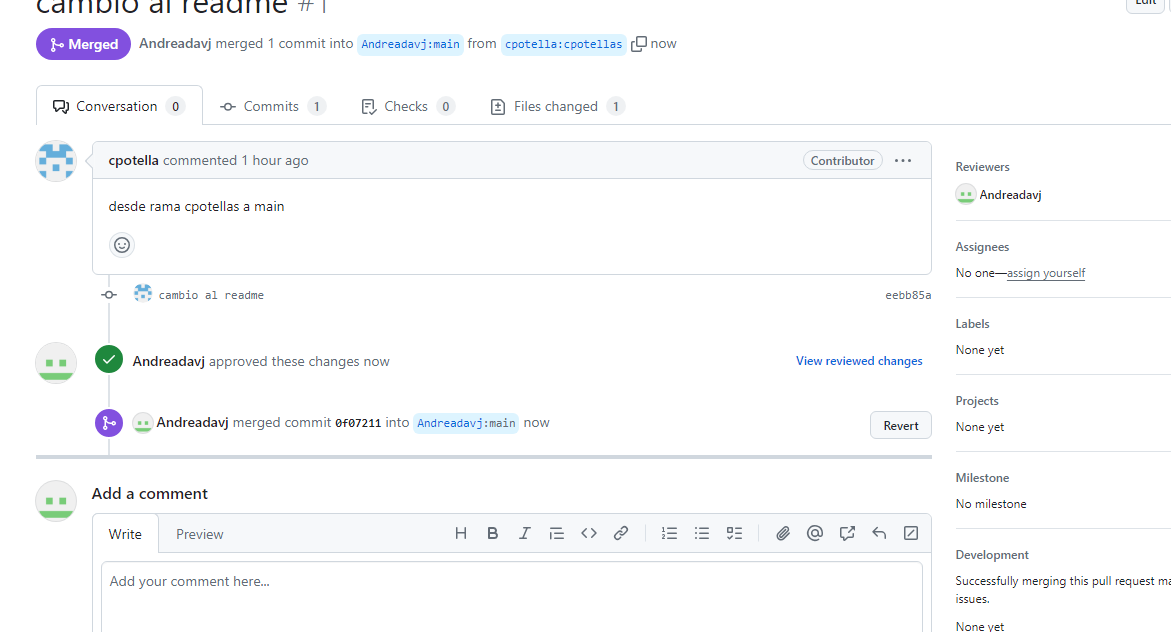 cambio al readme #1
Edit
Merged Andreadavj merged 1 commit into Andreadavj:main from cpotella:cpotellas now
Conversation 0 Commits 1 Checks 0 Files changed 1
cpotella commented 1 hour ago Contributor
desde rama cpotellas a main
cambio al readme eebb85a
Andreadavj approved these changes now View reviewed changes
Andreadavj merged commit 0f07211 into Andreadavj:main now Revert
Add a comment
Write Preview
Add your comment here...
Reviewers
Andreadavj
Assignees
No one—assign yourself
Labels
None yet
Projects
None yet
Milestone
No milestone
Development
Successfully merging this pull request ma
issues.
None yet